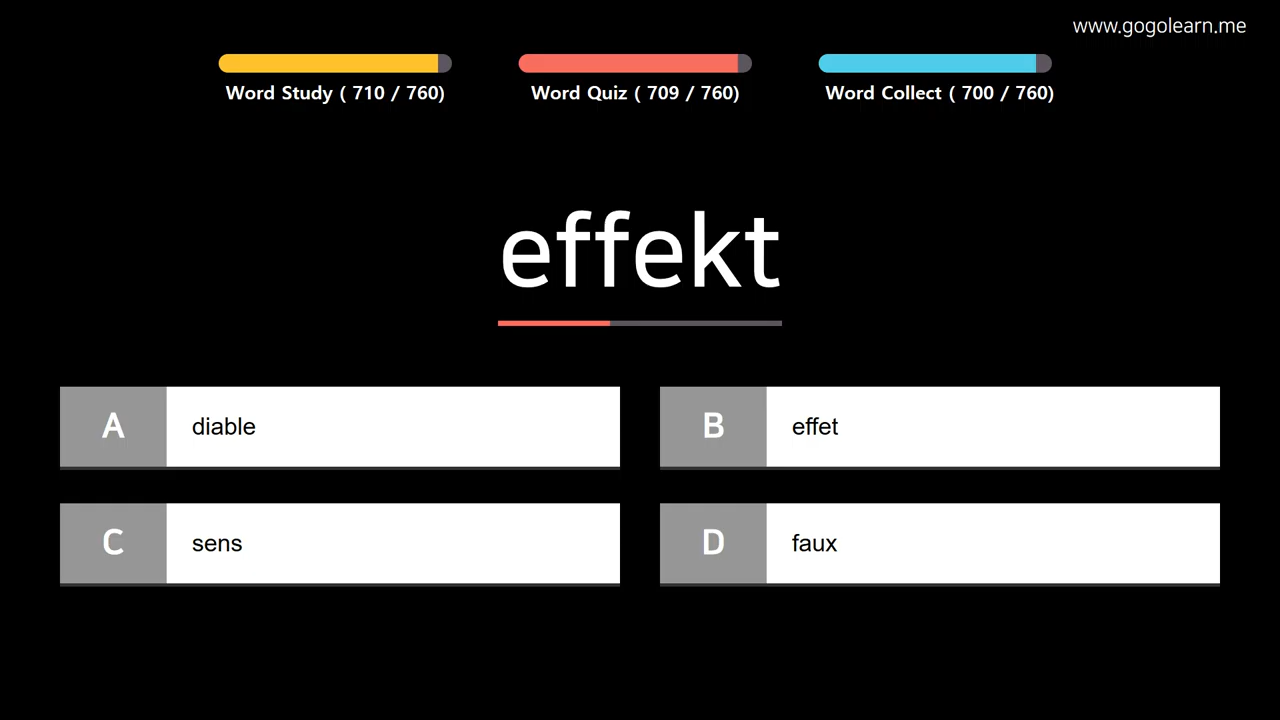 www.gogolearn.me
Word Study ( 710 / 760)
Word Quiz ( 709 / 760)
Word Collect ( 700 / 760)
effekt
A diable
B effet
C sens
D faux